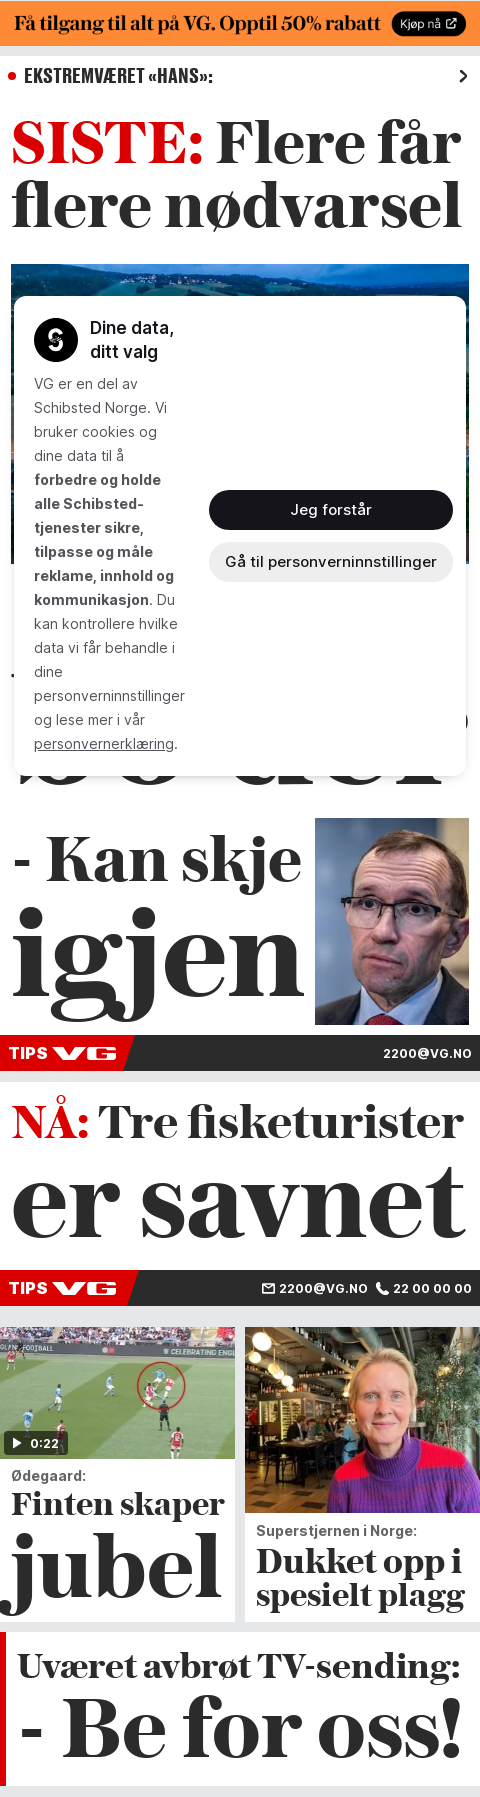 Få tilgang til alt på VG. Opptil 50% rabatt
Kjøp nå
EKSTREMVÆRET «HANS»:
SISTE: Flere får
flere nødvarsel
Dine data,
ditt valg
VG er en del av
Schibsted Norge. Vi
bruker cookies og
dine data til å
forbedre og holde
alle Schibsted-
tjenester sikre,
tilpasse og måle
reklame, innhold og
kommunikasjon. Du
kan kontrollere hvilke
data vi får behandle i
dine
personverninnstillinger
og lese mer i vår
personvernerklæring.
Jeg forstår
Gå til personverninnstillinger
- Kan skje
igjen
TIPS VG
2200@VG.NO
NÅ: Tre fisketurister
er savnet
TIPS VG
2200@VG.NO 22 00 00 00
CELEBRATING ENG
0:22
Ødegaard:
Finten skaper
jubel
Superstjernen i Norge:
Dukket opp i
spesielt plagg
Uværet avbrøt TV-sending:
- Be for oss!